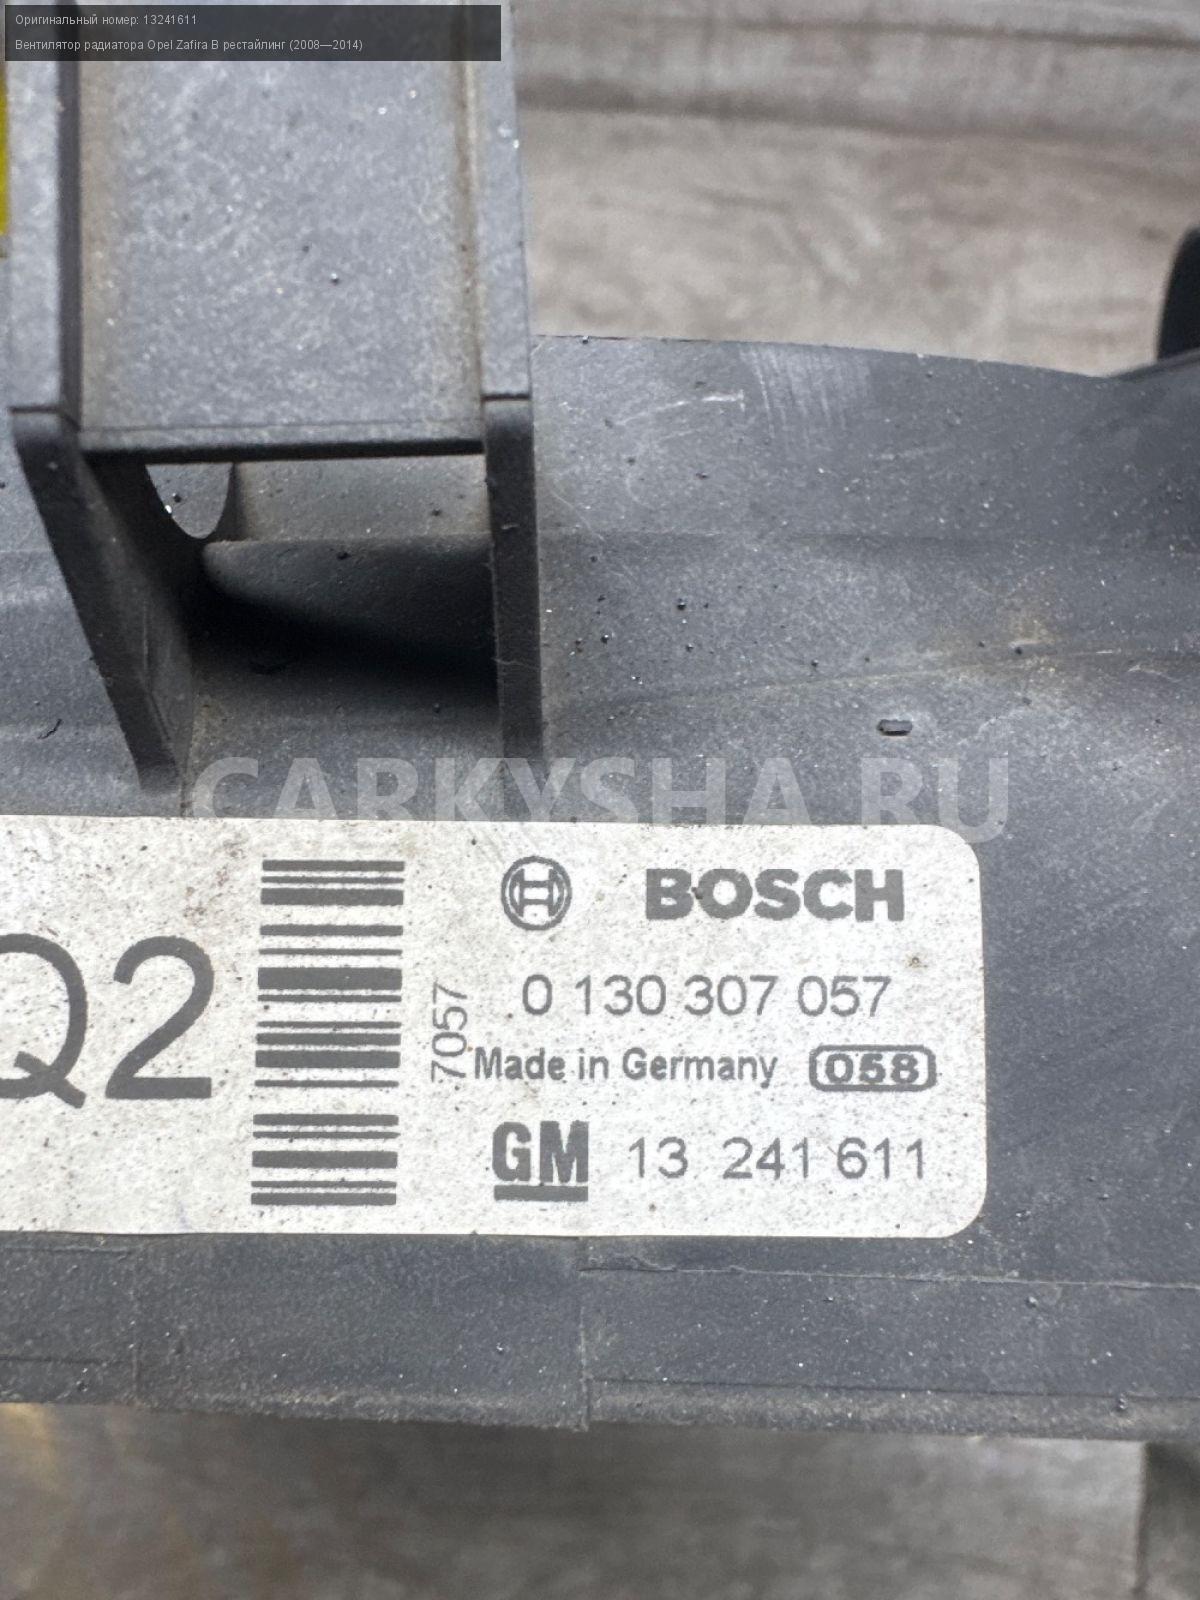 Оригинальный номер: 13241611
Вентилятор радиатора Opel Zafira B рестайлинг (2008—2014)
CARKYSHA.RU
Q2
7057
BOSCH
0 130 307 057
Made in Germany 058
GM 13 241 611